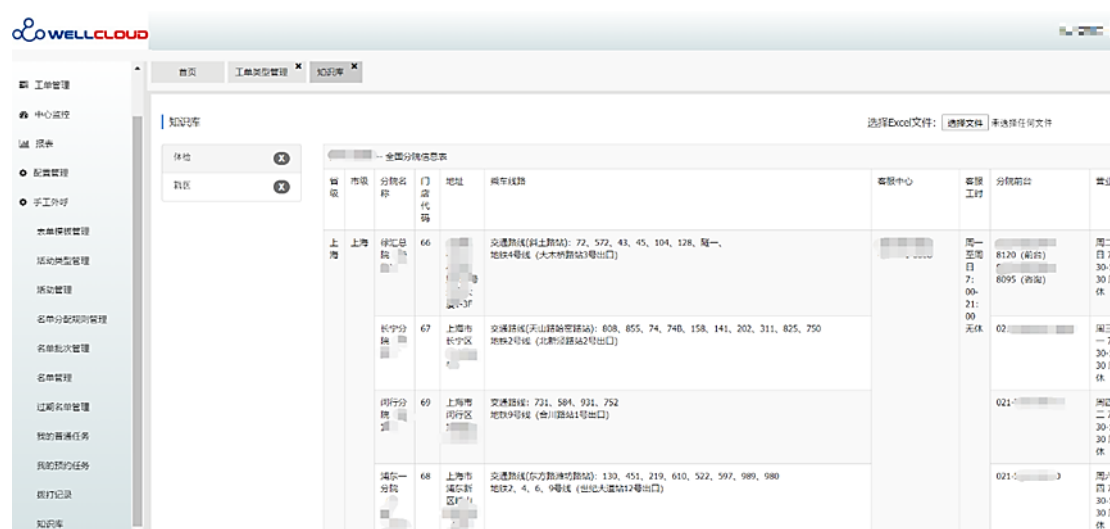 WELLCLOUD
首页
工单类型管理 ×
知识库 ×
工单管理
中心监控
报表
配置管理
手工外呼
表单模板管理
活动类型管理
活动管理
名单分配规则管理
名单批次管理
名单管理
过期名单管理
我的普通任务
我的预约任务
拨打记录
知识库
知识库
选择Excel文件: 选择文件 未选择任何文件
体检 X
X
-- 全国分院信息表
省级 市级 分院名称 门店代码 地址 乘车线路 客服中心 客服工时 分院前台
上海 上海 徐汇总院 66
交通路线(斜土路站): 72, 572, 43, 45, 104, 128, 隧一,
地铁4号线 (大木桥路站3号出口)
周一至周日
7:
00-
21:
00
无休
8120 (前台)
8095 (咨询)
长宁分院 67 上海市长宁区
交通路线(天山路哈密路站): 808, 855, 74, 74B, 158, 141, 202, 311, 825, 750
地铁2号线 (北新泾路站2号出口)
闵行分院 69 上海市闵行区
交通路线: 731, 584, 931, 752
地铁9号线 (合川路站1号出口)
021-
浦东一分院 68 上海市浦东新区
交通路线(东方路潍坊路站): 130, 451, 219, 610, 522, 597, 989, 980
地铁2, 4, 6, 9号线 (世纪大道站12号出口)
021-